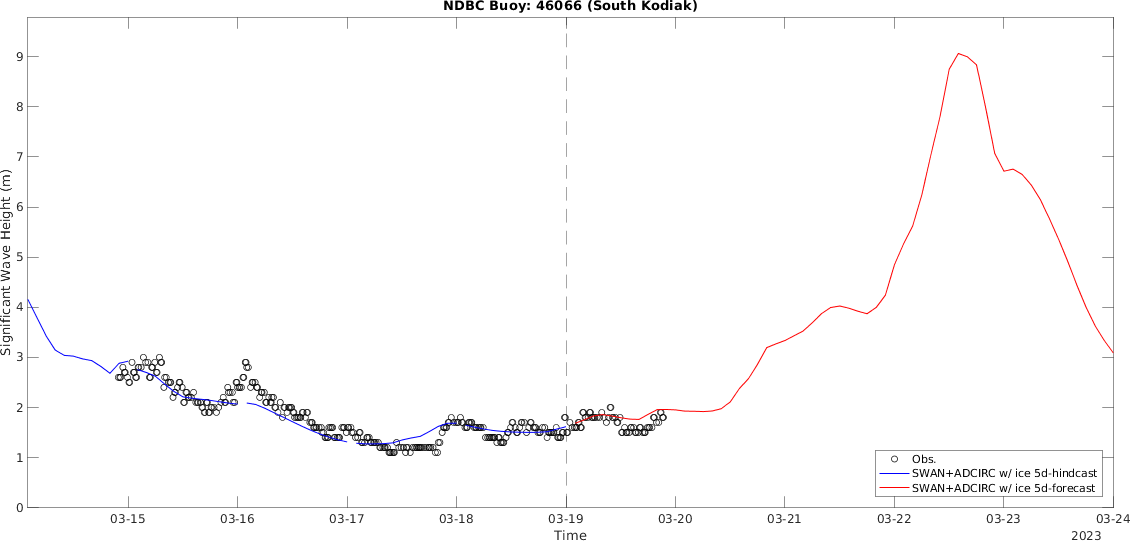 NDBC Buoy: 46066 (South Kodiak)
Significant Wave Height (m)
9
8
7
6
5
4
3
2
1
0
Obs.
SWAN+ADCIRC w/ ice 5d-hindcast
SWAN+ADCIRC w/ ice 5d-forecast
03-15 03-16 03-17 03-18 03-19 03-20 03-21 03-22 03-23 03-24
Time
2023